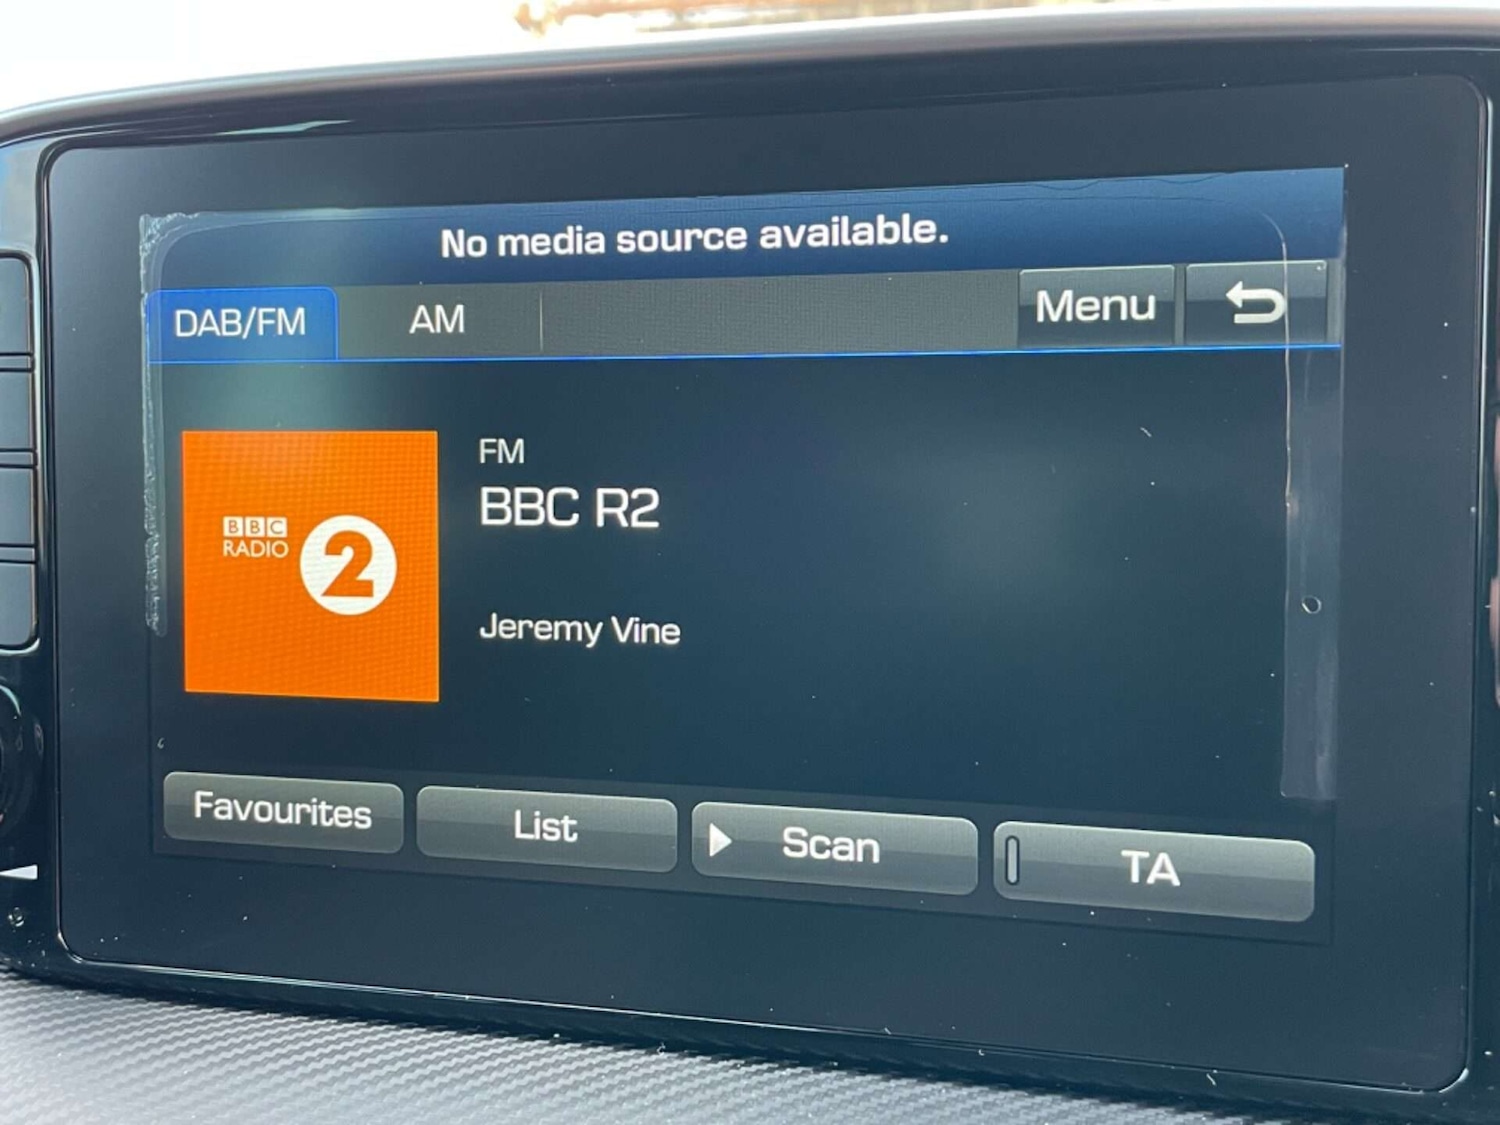 No media source available.
DAB/FM
AM
Menu
FM
BBC R2
BBC
RADIO
2
Jeremy Vine
Favourites
List
Scan
TA